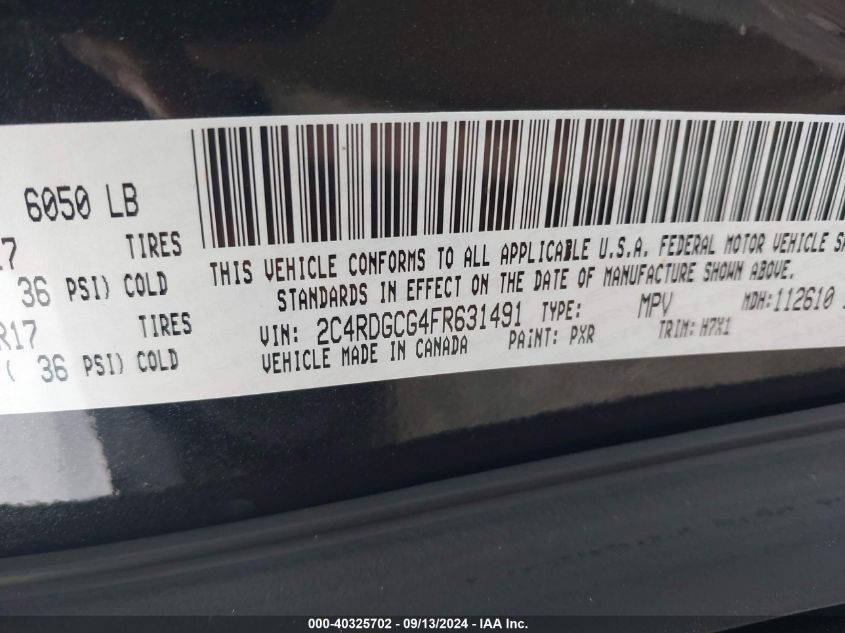 6050 LB
17 TIRES
36 PSI) COLD
R17 TIRES
( 36 PSI) COLD
THIS VEHICLE CONFORMS TO ALL APPLICABLE U.S.A. FEDERAL MOTOR VEHICLE SA
STANDARDS IN EFFECT ON THE DATE OF MANUFACTURE SHOWN ABOVE.
VIN: 2C4RDGCG4FR631491 TYPE: MPV MDH:112610
VEHICLE MADE IN CANADA PAINT: PXR TRIM: H7X1
000-40325702 - 09/13/2024 - IAA Inc.